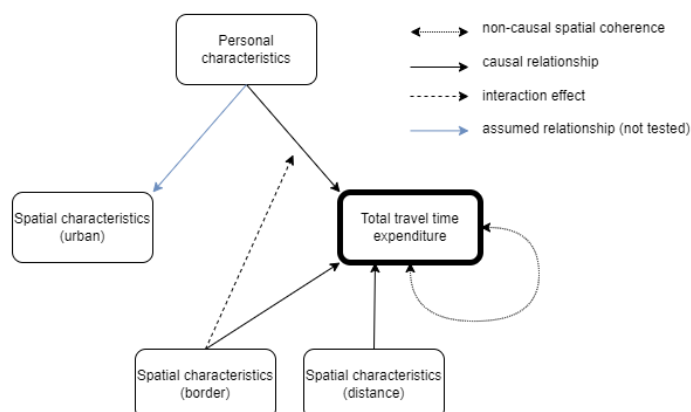 Personal
characteristics
non-causal spatial coherence
causal relationship
interaction effect
assumed relationship (not tested)
Spatial characteristics
(urban)
Total travel time
expenditure
Spatial characteristics
(border)
Spatial characteristics
(distance)